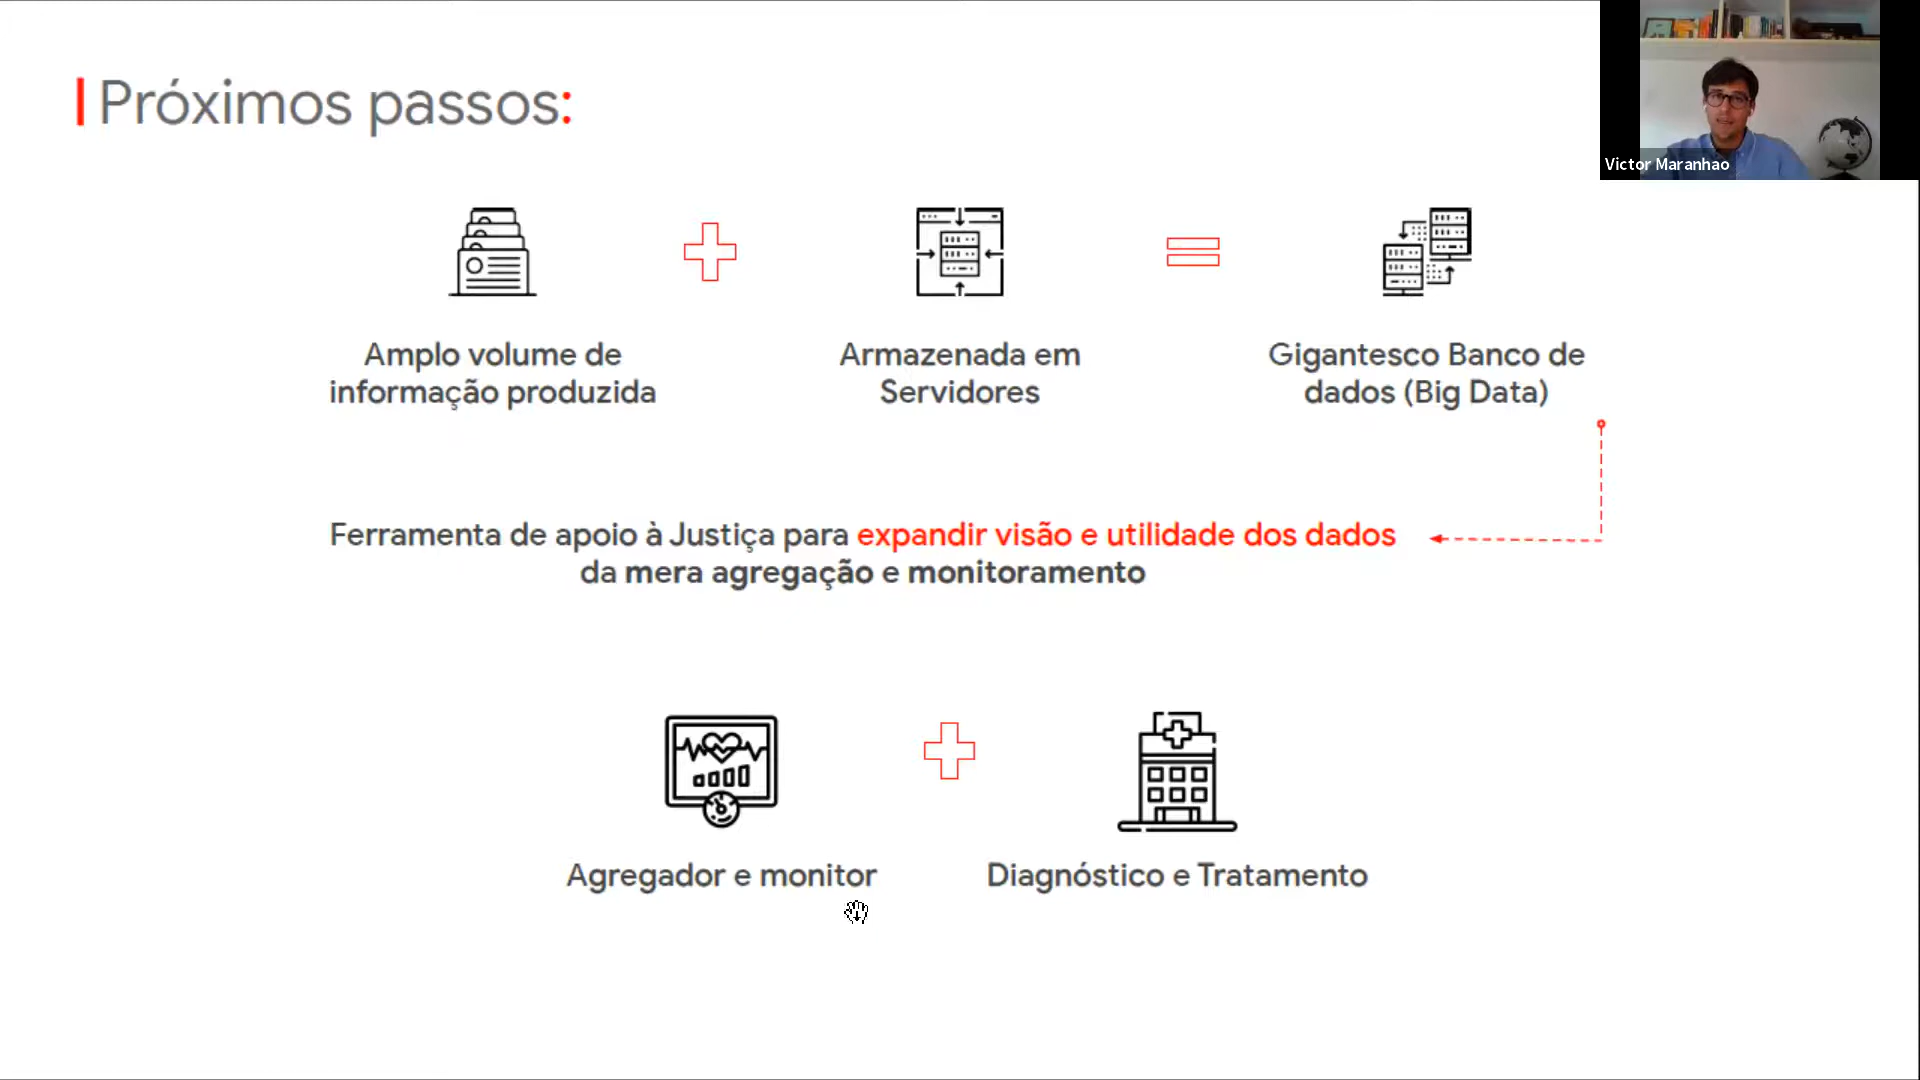 Próximos passos:
Victor Maranhao
Amplo volume de
informação produzida
Armazenada em
Servidores
Gigantesco Banco de
dados (Big Data)
Ferramenta de apoio à Justiça para expandir visão e utilidade dos dados
da mera agregação e monitoramento
Agregador e monitor
Diagnóstico e Tratamento